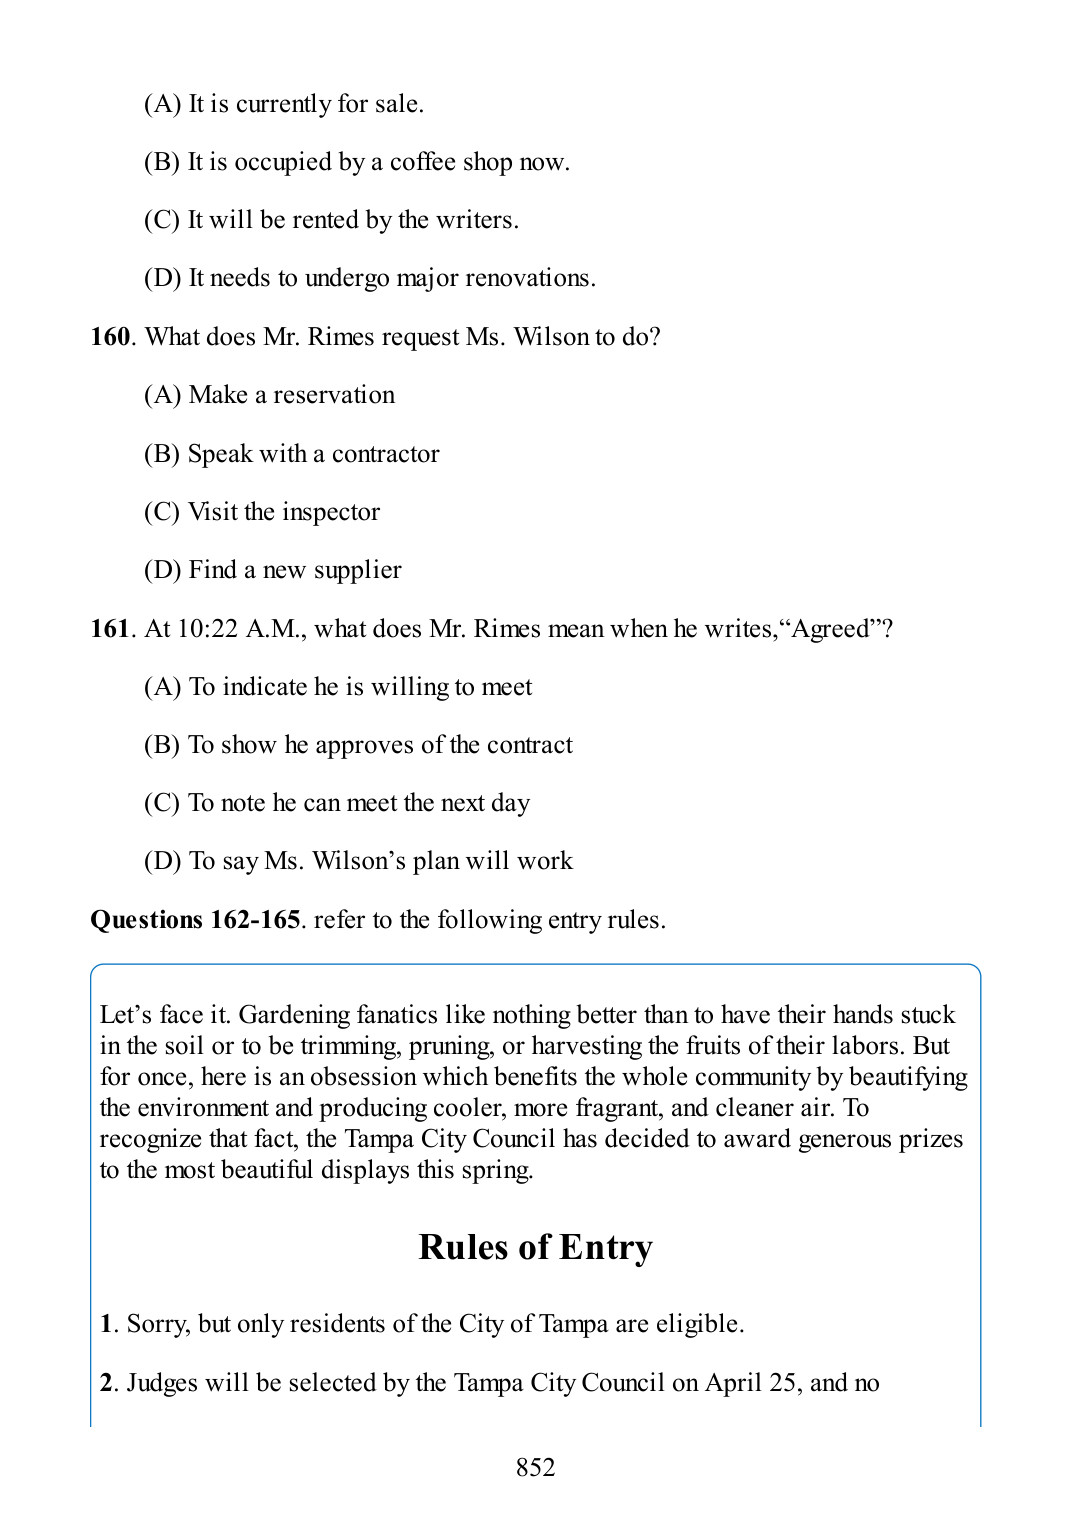 (A) It is currently for sale.
(B) It is occupied by a coffee shop now.
(C) It will be rented by the writers.
(D) It needs to undergo major renovations.
160. What does Mr. Rimes request Ms. Wilson to do?
(A) Make a reservation
(B) Speak with a contractor
(C) Visit the inspector
(D) Find a new supplier
161. At 10:22 A.M., what does Mr. Rimes mean when he writes,“Agreed”?
(A) To indicate he is willing to meet
(B) To show he approves of the contract
(C) To note he can meet the next day
(D) To say Ms. Wilson’s plan will work
Questions 162-165. refer to the following entry rules.
Let’s face it. Gardening fanatics like nothing better than to have their hands stuck
in the soil or to be trimming, pruning, or harvesting the fruits of their labors. But
for once, here is an obsession which benefits the whole community by beautifying
the environment and producing cooler, more fragrant, and cleaner air. To
recognize that fact, the Tampa City Council has decided to award generous prizes
to the most beautiful displays this spring.
Rules of Entry
1. Sorry, but only residents of the City of Tampa are eligible.
2. Judges will be selected by the Tampa City Council on April 25, and no
852